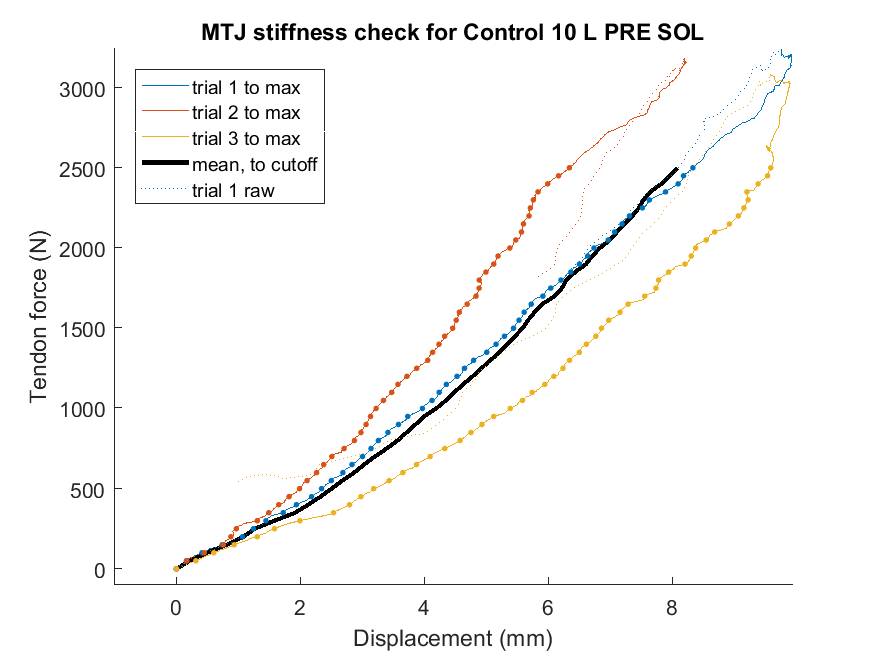 MTJ stiffness check for Control 10 L PRE SOL
trial 1 to max
trial 2 to max
trial 3 to max
mean, to cutoff
trial 1 raw
3000
2500
2000
1500
1000
500
0
Tendon force (N)
0 2 4 6 8
Displacement (mm)